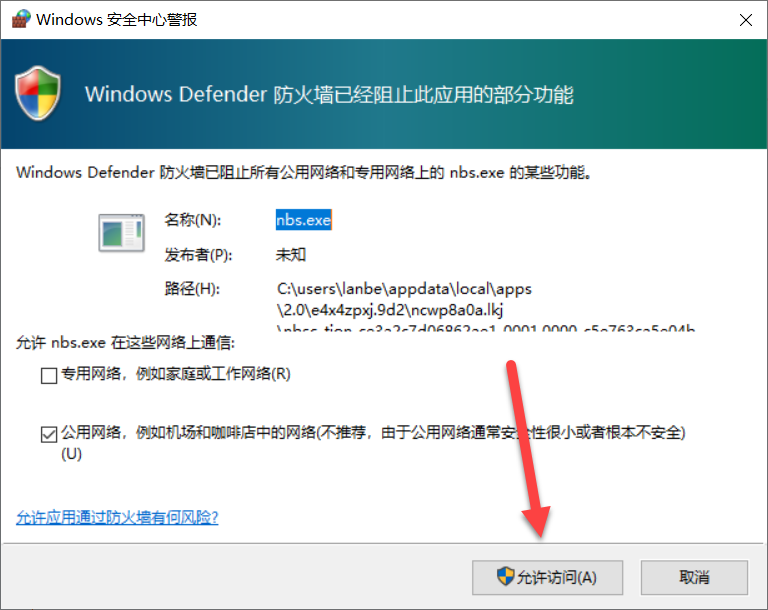 Windows 安全中心警报
Windows Defender 防火墙已经阻止此应用的部分功能
Windows Defender 防火墙已阻止所有公用网络和专用网络上的 nbs.exe 的某些功能。
名称(N): nbs.exe
发布者(P): 未知
路径(H): C:\users\lanbe\appdata\local\apps
\2.0\e4x4zpxj.9d2\ncwp8a0a.lkj
允许 nbs.exe 在这些网络上通信:
专用网络，例如家庭或工作网络(R)
公用网络，例如机场和咖啡店中的网络(不推荐，由于公用网络通常安全性很小或者根本不安全)
(U)
允许应用通过防火墙有何风险?
允许访问(A) 取消